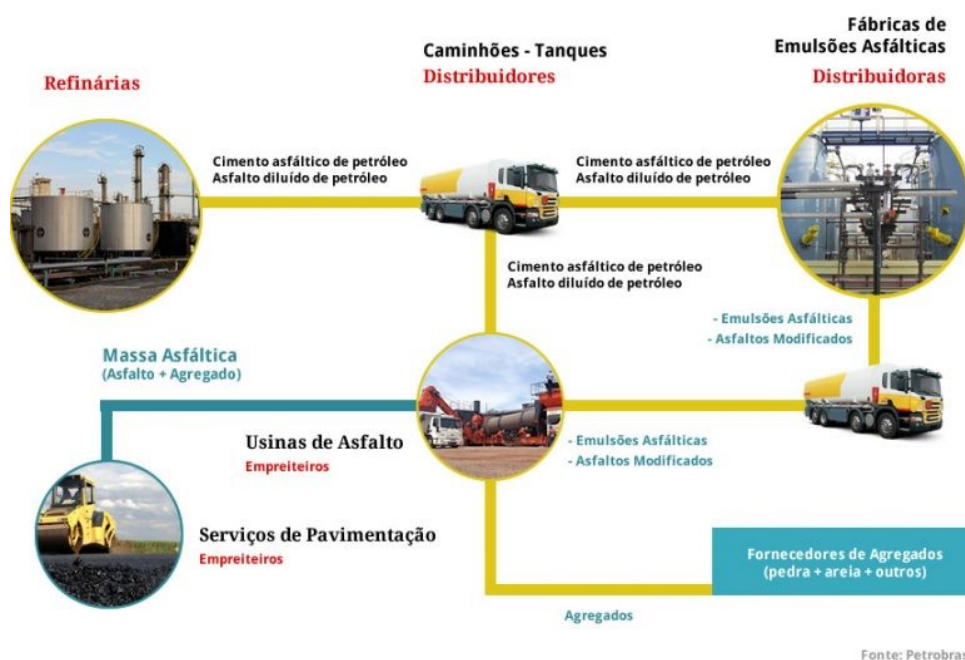 Refinárias
Caminhões - Tanques
Distribuidores
Fábricas de
Emulsões Asfálticas
Distribuidoras
Cimento asfáltico de petróleo
Asfalto diluído de petróleo
Cimento asfáltico de petróleo
Asfalto diluído de petróleo
Cimento asfáltico de petróleo
Asfalto diluído de petróleo
- Emulsões Asfálticas
- Asfaltos Modificados
Massa Asfáltica
(Asfalto + Agregado)
Usinas de Asfalto
Empreiteiros
- Emulsões Asfálticas
- Asfaltos Modificados
Serviços de Pavimentação
Empreiteiros
Fornecedores de Agregados
(pedra + areia + outros)
Agregados
Fonte: Petrobras